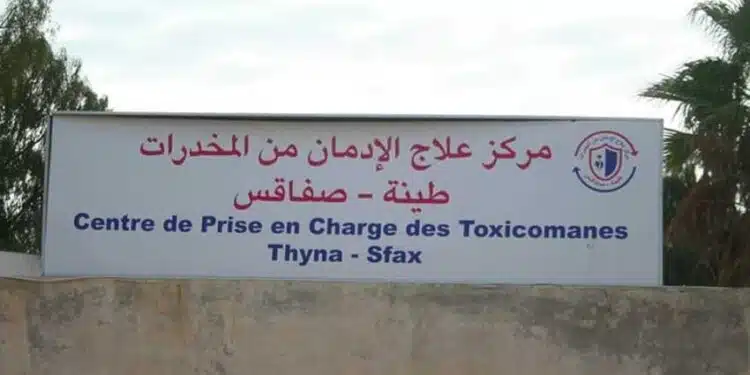 مركز علاج الإدمان من المخدرات
طينة - صفاقس
Centre de Prise en Charge des Toxicomanes
Thyna - Sfax